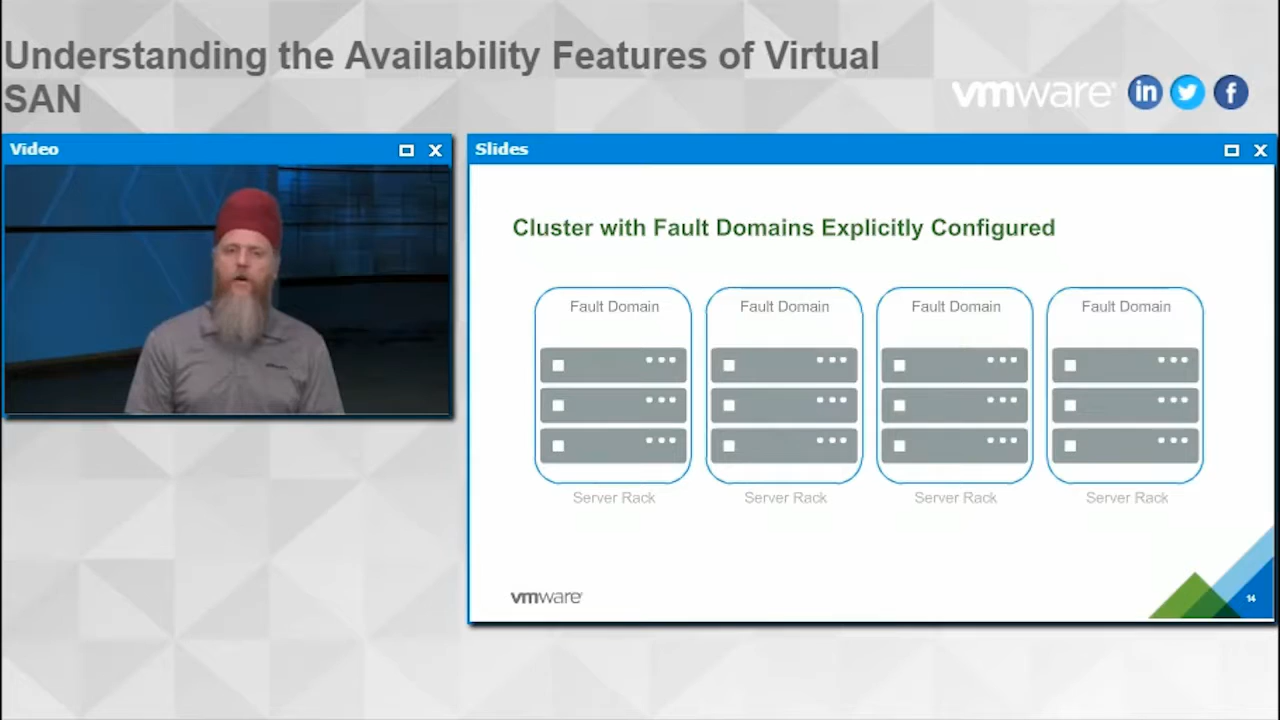 Understanding the Availability Features of Virtual
SAN
vmware
in
f
Video
Slides
Cluster with Fault Domains Explicitly Configured
Fault Domain
Fault Domain
Fault Domain
Fault Domain
Server Rack
Server Rack
Server Rack
Server Rack
vmware
14